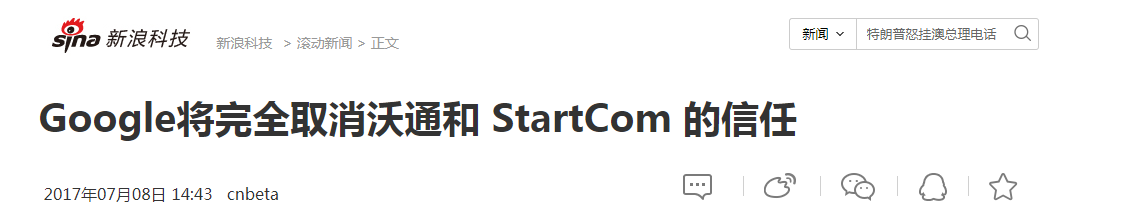 sina 新浪科技 新浪科技 > 滚动新闻 > 正文 新闻 特朗普怒挂澳总理电话
Google将完全取消沃通和 StartCom 的信任
2017年07月08日 14:43 cnbeta